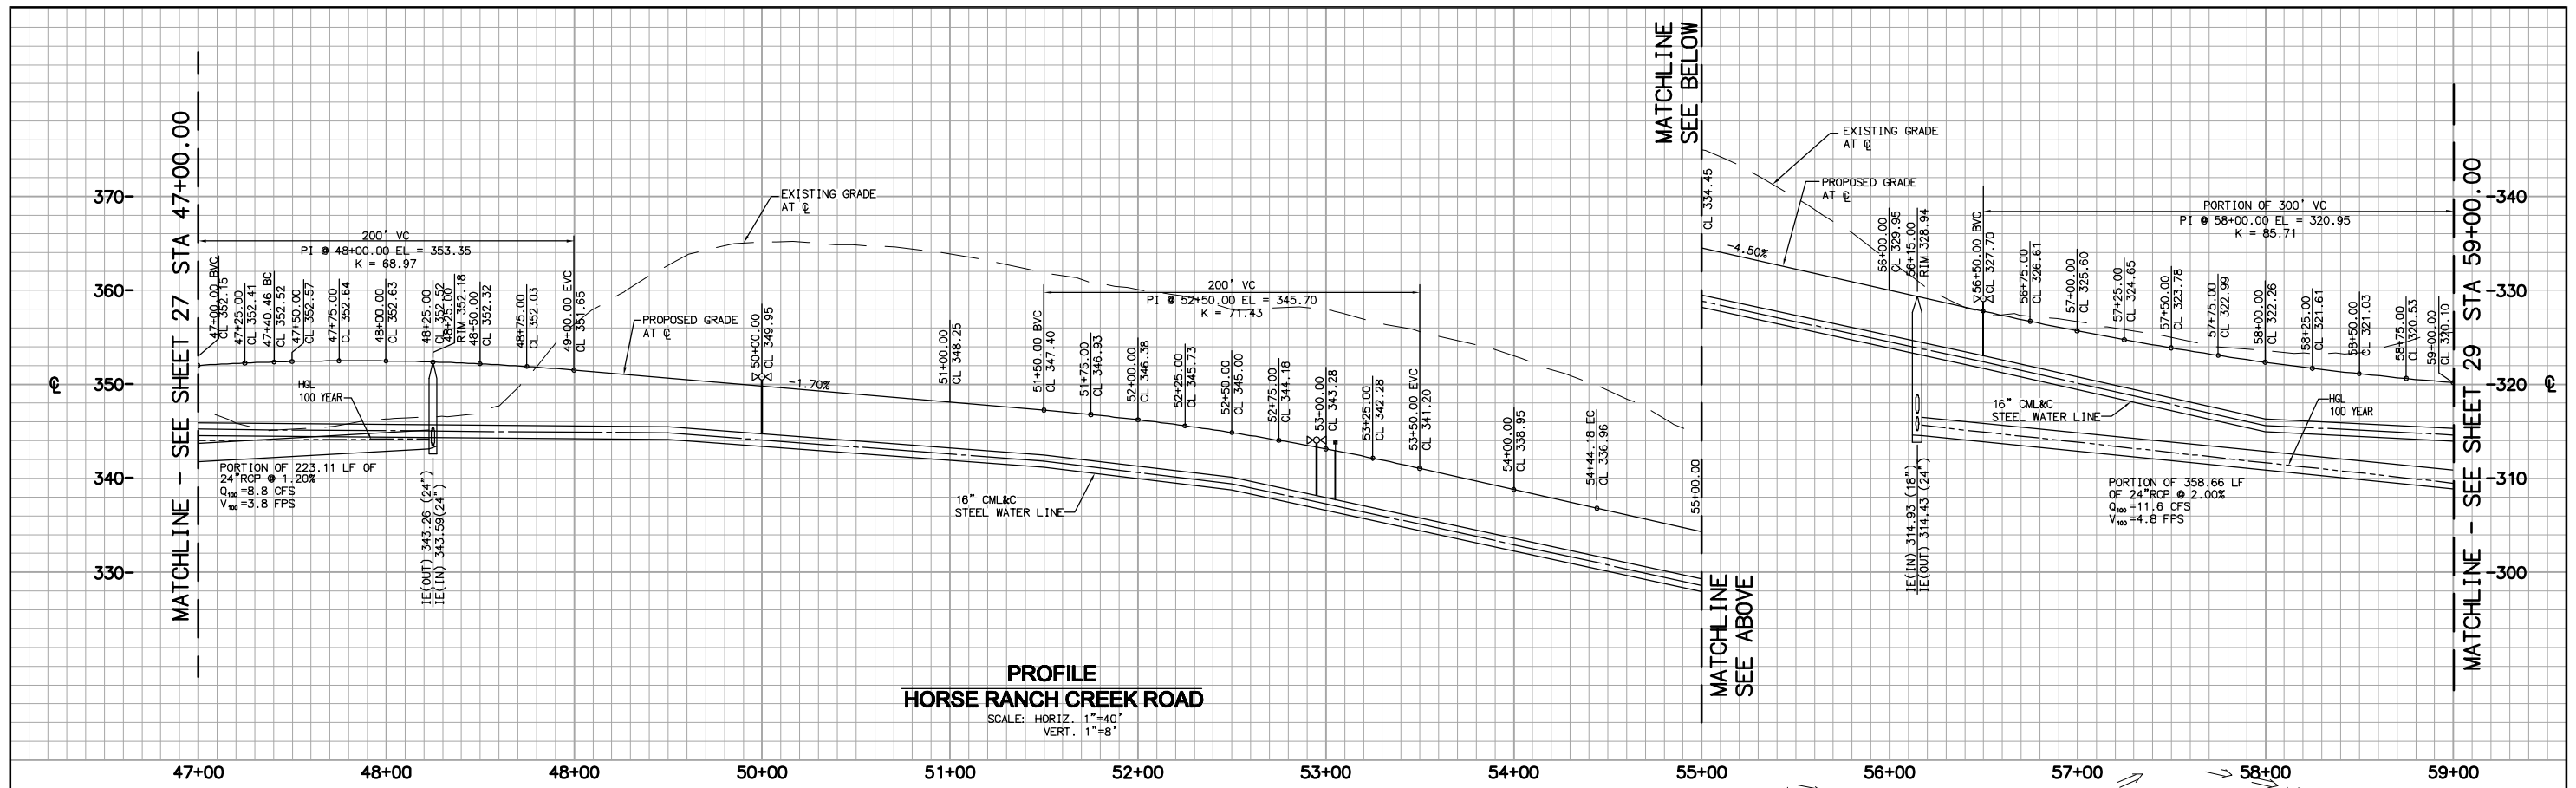 MATCHLINE - SEE SHEET 27 STA 47+00.00
370-
360-
350-
340-
330-
℄
200' VC
PI @ 48+00.00 EL = 353.35
K = 68.97
47+00.00 BVC
CL 352.15
47+25.00
CL 352.41
47+40.46 BC
CL 352.52
47+50.00
CL 352.57
47+75.00
CL 352.64
48+00.00
CL 352.63
48+25.00
CL 352.52
48+25.00
RIM 352.18
48+50.00
CL 352.32
48+75.00
CL 352.03
49+00.00 EVC
CL 351.65
HGL
100 YEAR
PORTION OF 223.11 LF OF
24"RCP @ 1.20%
Q100=8.8 CFS
V100=3.8 FPS
IE(OUT) 343.26 (24")
IE(IN) 343.59(24")
EXISTING GRADE
AT ℄
PROPOSED GRADE
AT ℄
50+00.00
CL 349.95
-1.70%
51+00.00
CL 348.25
200' VC
PI @ 52+50.00 EL = 345.70
K = 71.43
51+50.00 BVC
CL 347.40
51+75.00
CL 346.93
52+00.00
CL 346.38
52+25.00
CL 345.73
52+50.00
CL 345.00
52+75.00
CL 344.18
53+00.00
CL 343.28
53+25.00
CL 342.28
53+50.00 EVC
CL 341.20
54+00.00
CL 338.95
54+44.18 EC
CL 336.96
16" CML&C
STEEL WATER LINE
MATCHLINE
SEE BELOW
CL 334.45
55+00.00
MATCHLINE
SEE ABOVE
EXISTING GRADE
AT ℄
PROPOSED GRADE
AT ℄
-4.50%
56+00.00
CL 329.95
56+15.00
RIM 328.94
56+50.00 BVC
CL 327.70
PORTION OF 300' VC
PI @ 58+00.00 EL = 320.95
K = 85.71
56+75.00
CL 326.61
57+00.00
CL 325.60
57+25.00
CL 324.65
57+50.00
CL 323.78
57+75.00
CL 322.99
58+00.00
CL 322.26
58+25.00
CL 321.61
58+50.00
CL 321.03
58+75.00
CL 320.53
59+00.00
CL 320.10
16" CML&C
STEEL WATER LINE
HGL
100 YEAR
IE(IN) 314.93 (18")
IE(OUT) 314.43 (24")
PORTION OF 358.66 LF
OF 24"RCP @ 2.00%
Q100=11.6 CFS
V100=4.8 FPS
MATCHLINE - SEE SHEET 29 STA 59+00.00
-340
-330
-320
-310
-300
℄
PROFILE
HORSE RANCH CREEK ROAD
SCALE: HORIZ. 1"=40'
VERT. 1"=8'
47+00 48+00 48+00 50+00 51+00 52+00 53+00 54+00 55+00 56+00 57+00 58+00 59+00